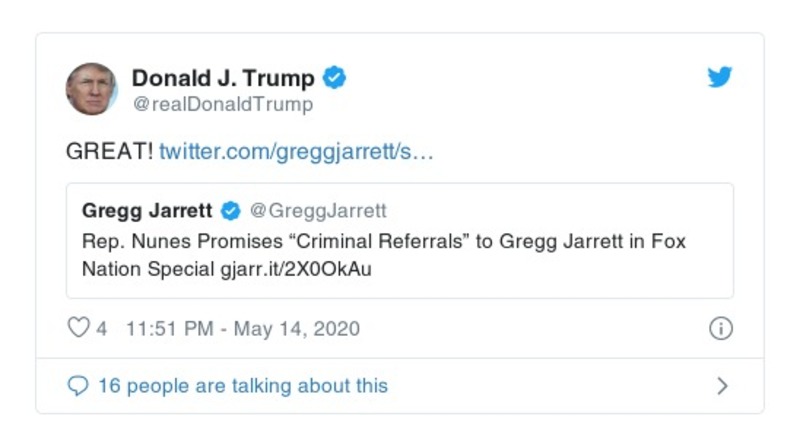 Donald J. Trump
@realDonaldTrump
GREAT! twitter.com/greggjarrett/s…
Gregg Jarrett @GreggJarrett
Rep. Nunes Promises “Criminal Referrals” to Gregg Jarrett in Fox
Nation Special gjarr.it/2X0OkAu
4 11:51 PM - May 14, 2020
16 people are talking about this